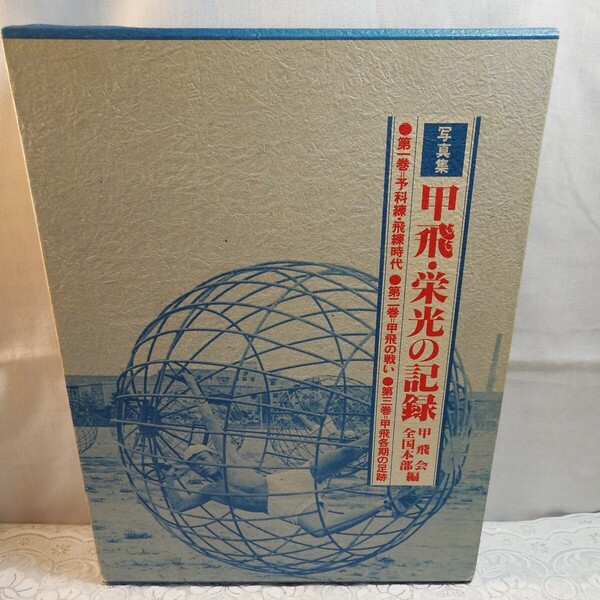 写真集
甲飛・栄光の記録
甲飛会
全国本部編
●第一巻=予科練・飛練時代●第二巻=甲飛の戦い●第三巻=甲飛各期の足跡